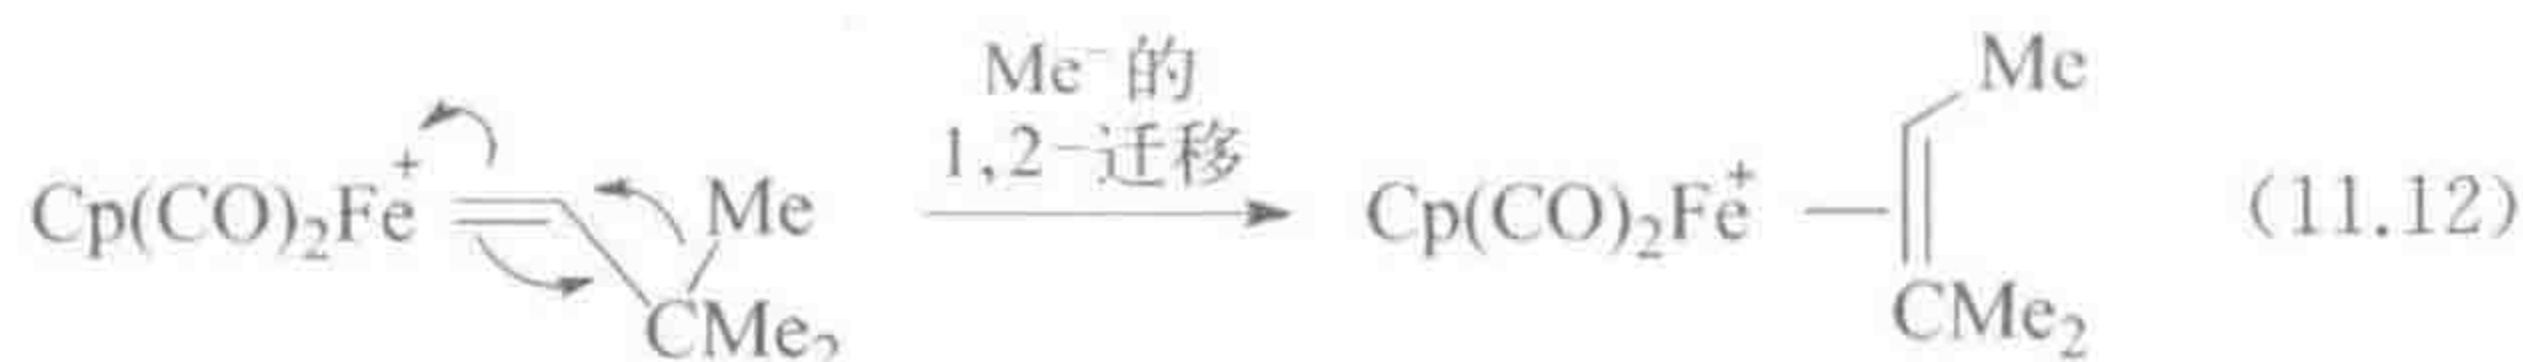 Me⁻的
1,2-迁移
Cp(CO)₂Fe⁺
Me
CMe₂
Cp(CO)₂Fe⁺
Me
CMe₂
(11.12)